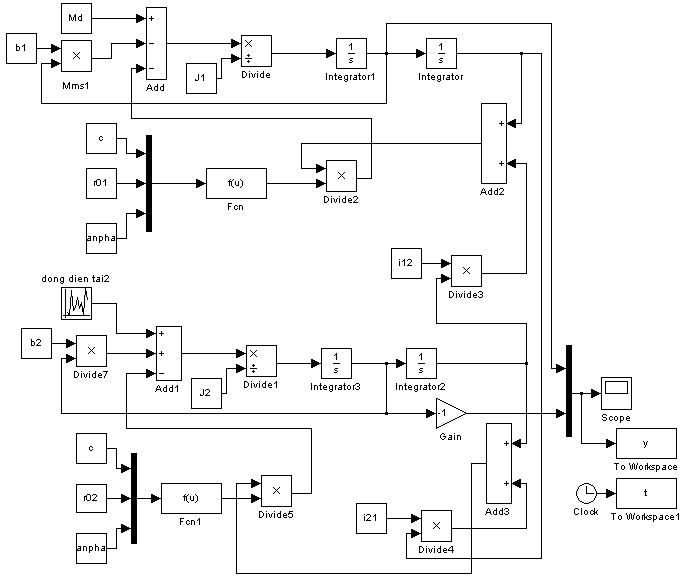 Md
b1
Mms1
Add
J1
Divide
1
s
Integrator1
1
s
Integrator
c
r01
anpha
f(u)
Fcn
Divide2
Add2
i12
Divide3
dong dien tai2
b2
Divide7
Add1
J2
Divide1
1
s
Integrator3
1
s
Integrator2
-1
Gain
Scope
y
To Workspace
Clock
t
To Workspace1
c
r02
anpha
f(u)
Fcn1
Divide5
Add3
i21
Divide4